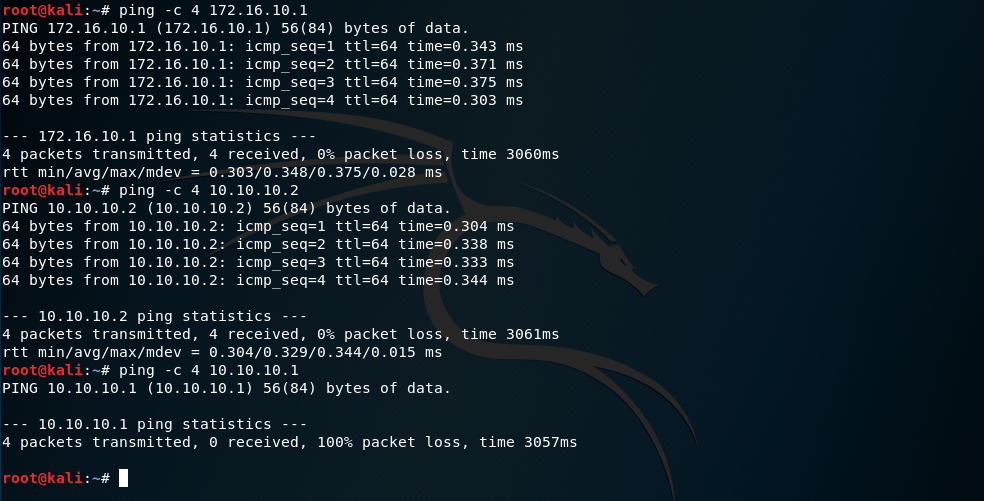 root@kali:~# ping -c 4 172.16.10.1
PING 172.16.10.1 (172.16.10.1) 56(84) bytes of data.
64 bytes from 172.16.10.1: icmp_seq=1 ttl=64 time=0.343 ms
64 bytes from 172.16.10.1: icmp_seq=2 ttl=64 time=0.371 ms
64 bytes from 172.16.10.1: icmp_seq=3 ttl=64 time=0.375 ms
64 bytes from 172.16.10.1: icmp_seq=4 ttl=64 time=0.303 ms
--- 172.16.10.1 ping statistics ---
4 packets transmitted, 4 received, 0% packet loss, time 3060ms
rtt min/avg/max/mdev = 0.303/0.348/0.375/0.028 ms
root@kali:~# ping -c 4 10.10.10.2
PING 10.10.10.2 (10.10.10.2) 56(84) bytes of data.
64 bytes from 10.10.10.2: icmp_seq=1 ttl=64 time=0.304 ms
64 bytes from 10.10.10.2: icmp_seq=2 ttl=64 time=0.338 ms
64 bytes from 10.10.10.2: icmp_seq=3 ttl=64 time=0.333 ms
64 bytes from 10.10.10.2: icmp_seq=4 ttl=64 time=0.344 ms
--- 10.10.10.2 ping statistics ---
4 packets transmitted, 4 received, 0% packet loss, time 3061ms
rtt min/avg/max/mdev = 0.304/0.329/0.344/0.015 ms
root@kali:~# ping -c 4 10.10.10.1
PING 10.10.10.1 (10.10.10.1) 56(84) bytes of data.
--- 10.10.10.1 ping statistics ---
4 packets transmitted, 0 received, 100% packet loss, time 3057ms
root@kali:~#